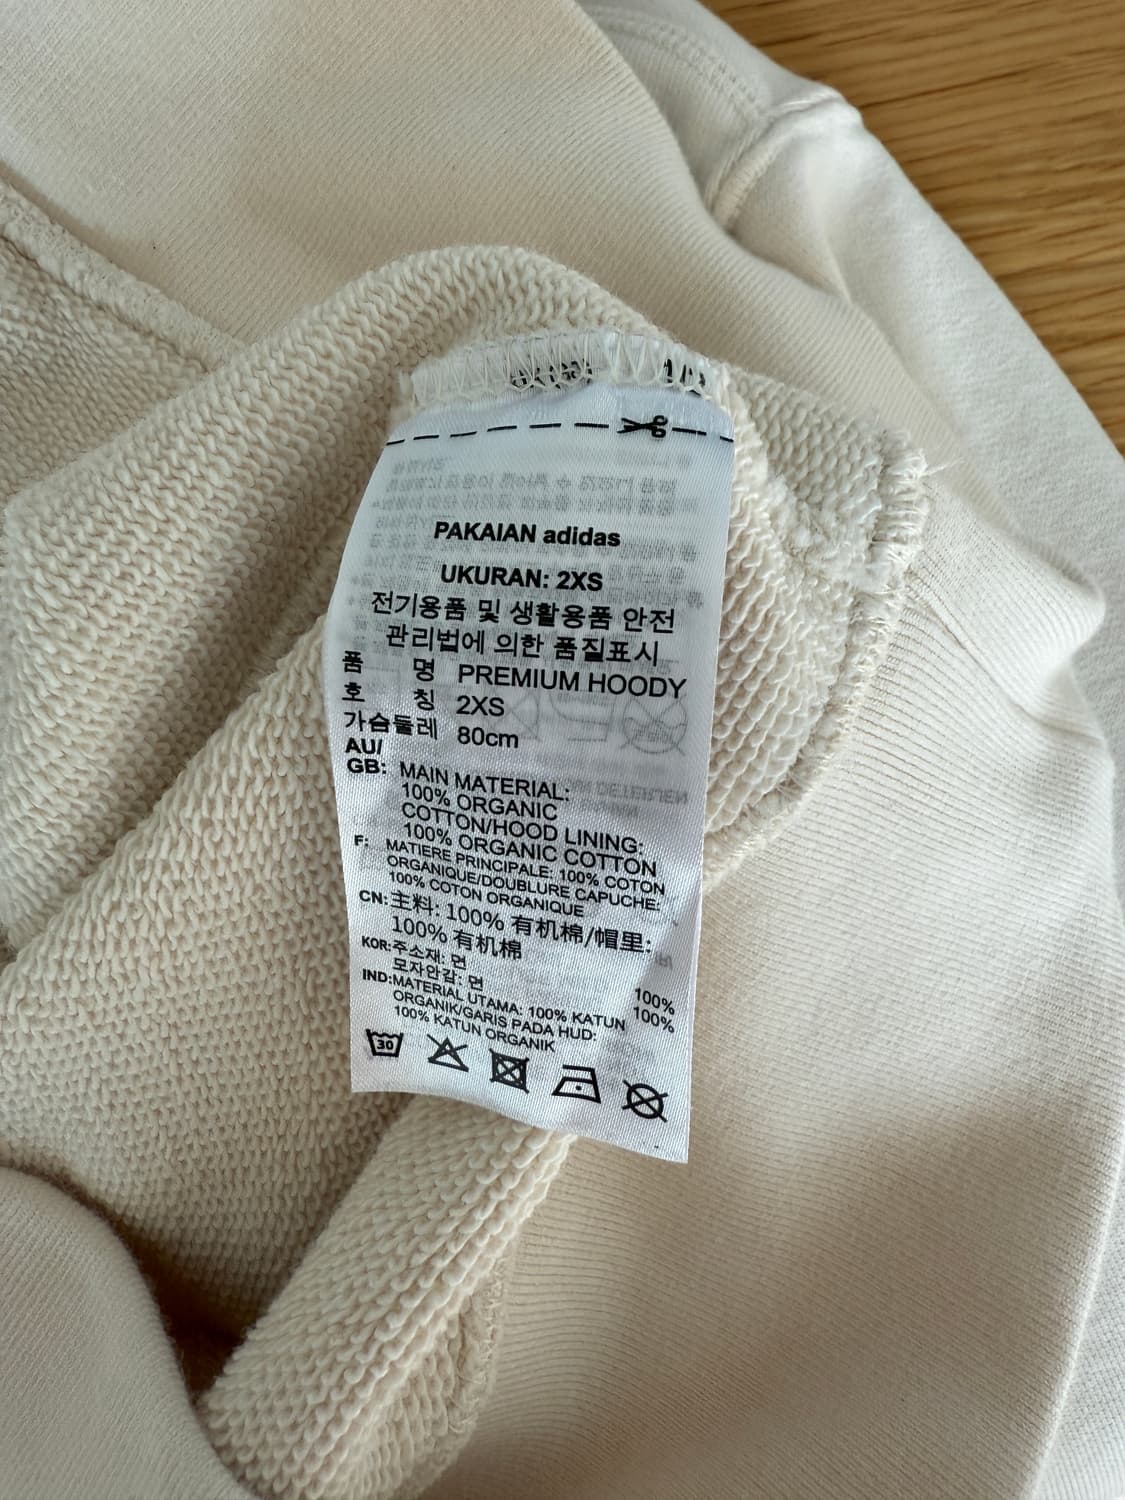 PAKAIAN adidas
UKURAN: 2XS
전기용품 및 생활용품 안전
관리법에 의한 품질표시
품 명 PREMIUM HOODY
호 칭 2XS
가슴둘레 80cm
AU/
GB: MAIN MATERIAL:
100% ORGANIC
COTTON/HOOD LINING:
100% ORGANIC COTTON
F: MATIERE PRINCIPALE: 100% COTON
ORGANIQUE/DOUBLURE CAPUCHE:
100% COTON ORGANIQUE
CN: 主料: 100% 有机棉/帽里:
100% 有机棉
KOR: 주소재: 면 100%
모자안감: 면 100%
IND: MATERIAL UTAMA: 100% KATUN
ORGANIK/GARIS PADA HUD:
100% KATUN ORGANIK
30